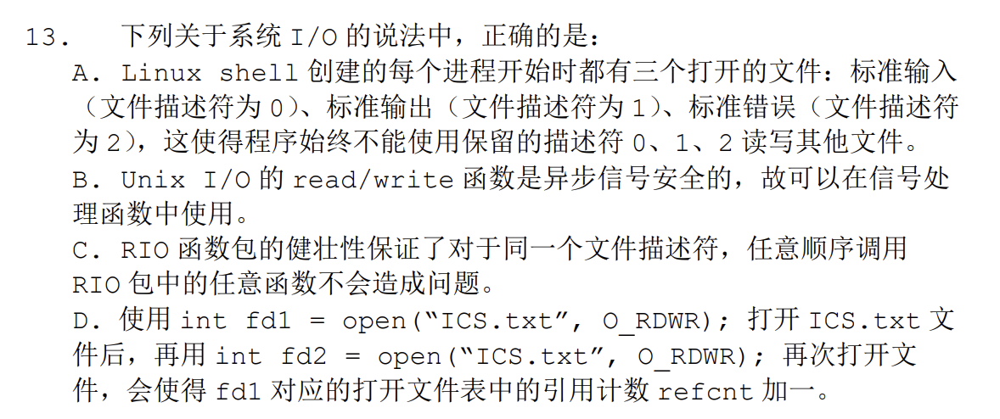 13. 下列关于系统 I/O 的说法中，正确的是：
A. Linux shell 创建的每个进程开始时都有三个打开的文件：标准输入
（文件描述符为 0）、标准输出（文件描述符为 1）、标准错误（文件描述符
为 2），这使得程序始终不能使用保留的描述符 0、1、2 读写其他文件。
B. Unix I/O 的 read/write 函数是异步信号安全的，故可以在信号处
理函数中使用。
C. RIO 函数包的健壮性保证了对于同一个文件描述符，任意顺序调用
RIO 包中的任意函数不会造成问题。
D. 使用 int fd1 = open(“ICS.txt”, O_RDWR); 打开 ICS.txt 文
件后，再用 int fd2 = open(“ICS.txt”, O_RDWR); 再次打开文
件，会使得 fd1 对应的打开文件表中的引用计数 refcnt 加一。